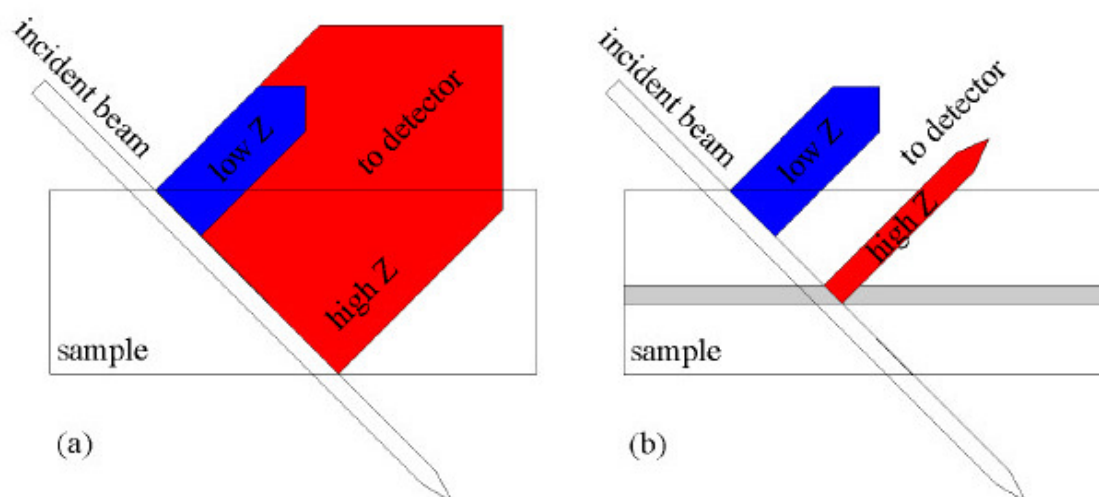 incident beam
low Z
to detector
high Z
sample
(a)
incident beam
low Z
to detector
high Z
sample
(b)